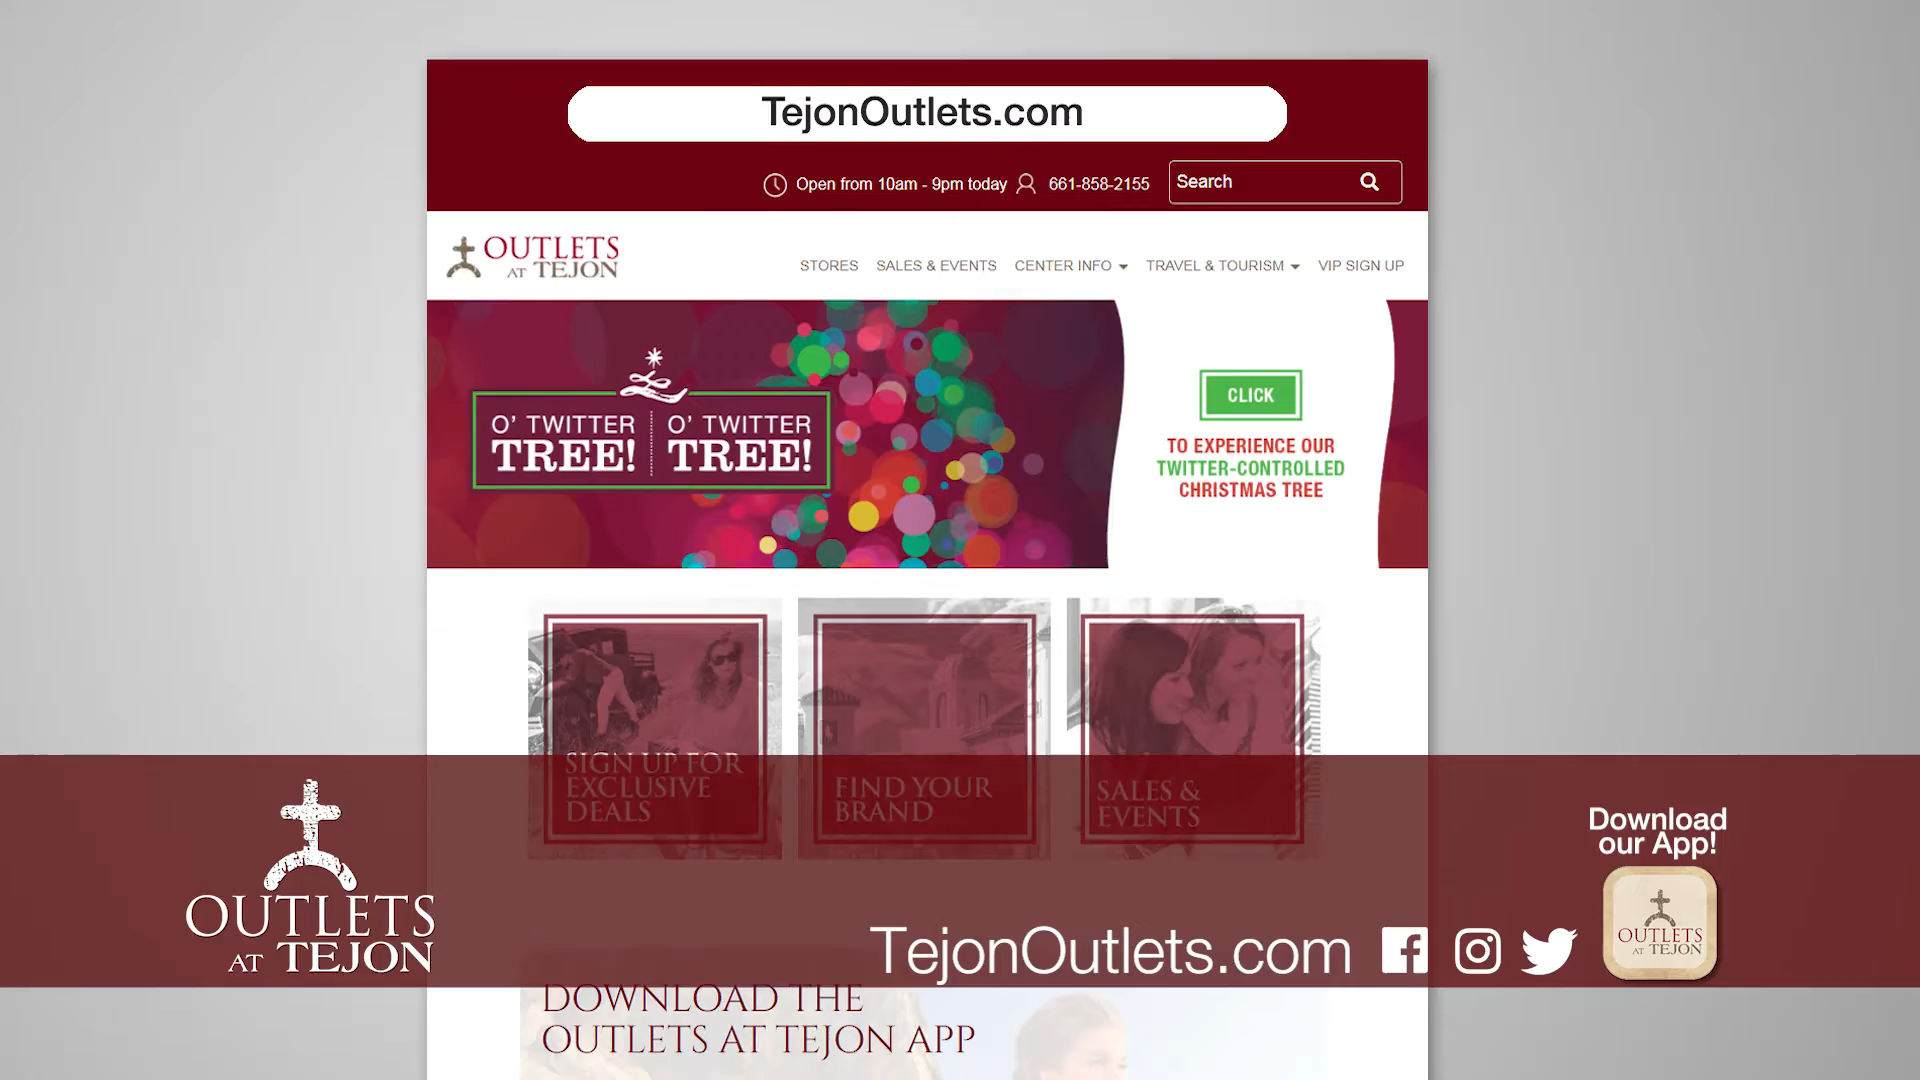 TejonOutlets.com
Open from 10am - 9pm today
661-858-2155
Search
OUTLETS
AT TEJON
STORES
SALES & EVENTS
CENTER INFO
TRAVEL & TOURISM
VIP SIGN UP
O' TWITTER
TREE!
O' TWITTER
TREE!
CLICK
TO EXPERIENCE OUR
TWITTER-CONTROLLED
CHRISTMAS TREE
SIGN UP FOR
EXCLUSIVE
DEALS
FIND YOUR
BRAND
SALES &
EVENTS
OUTLETS
AT TEJON
TejonOutlets.com
Download
our App!
OUTLETS
AT TEJON
DOWNLOAD THE
OUTLETS AT TEJON APP